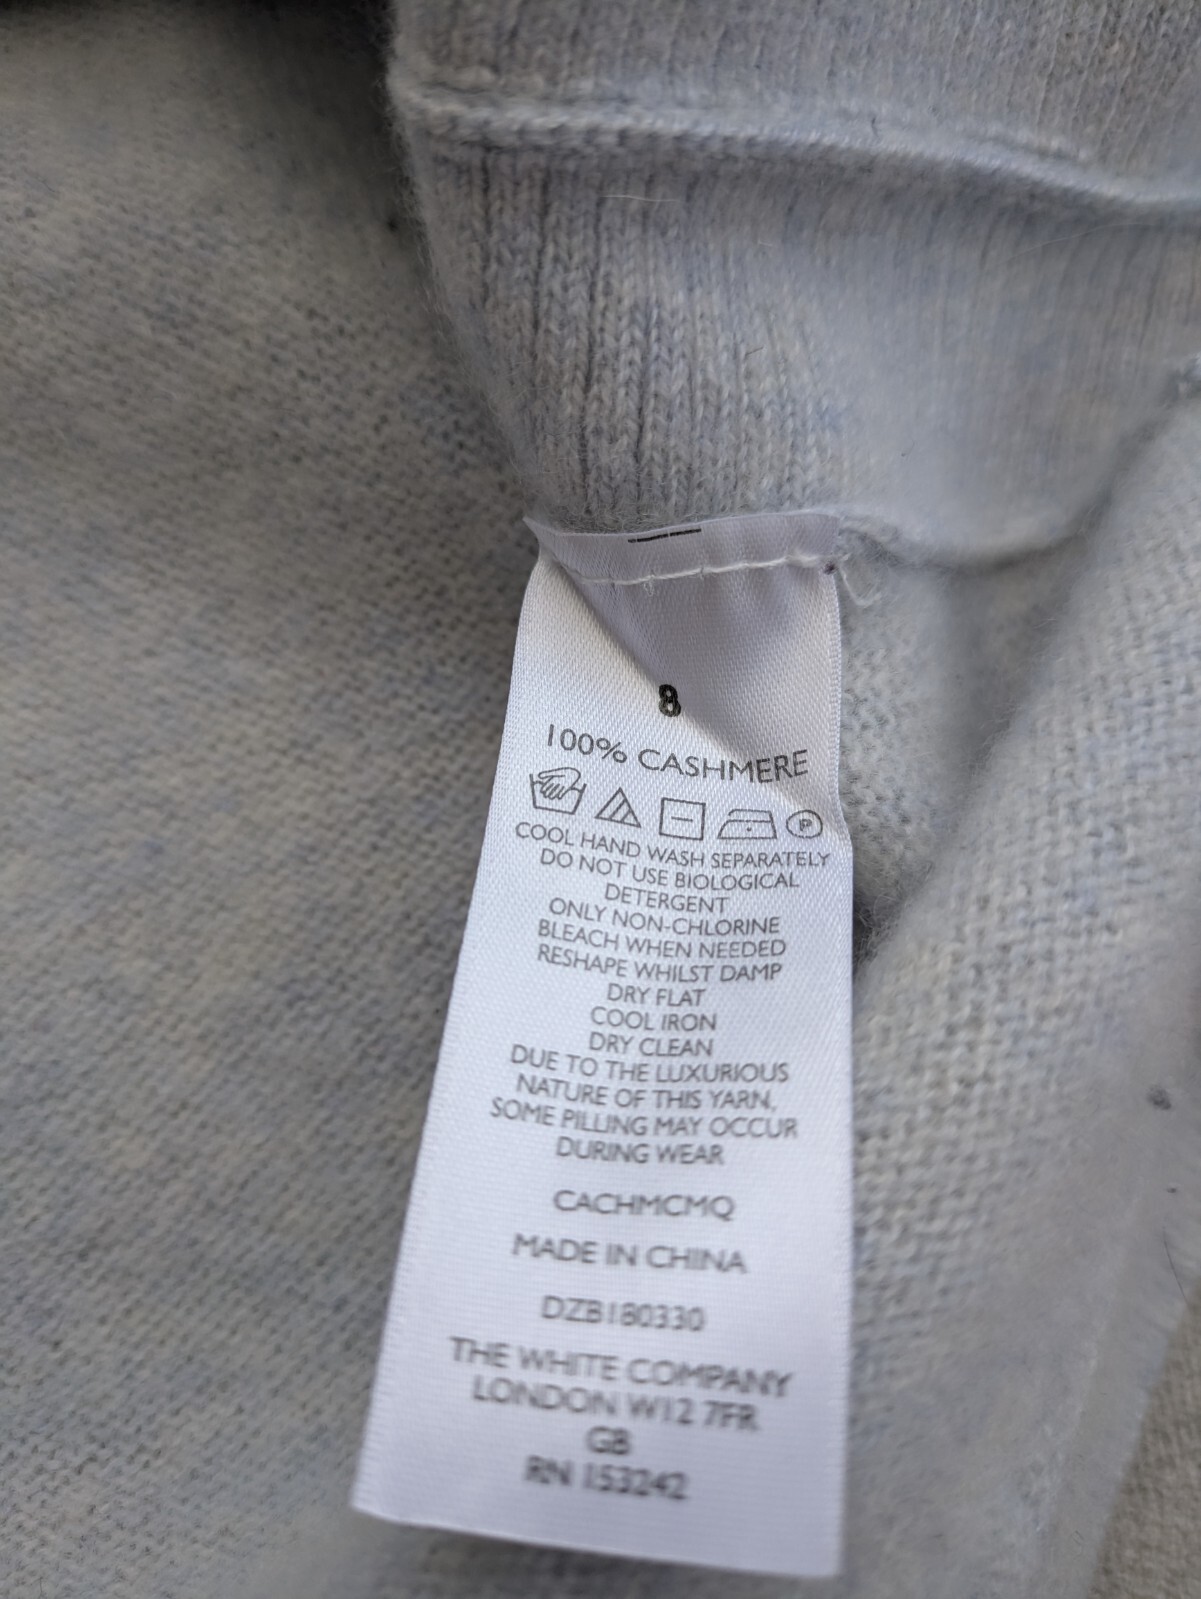 8
100% CASHMERE
P
COOL HAND WASH SEPARATELY
DO NOT USE BIOLOGICAL
DETERGENT
ONLY NON-CHLORINE
BLEACH WHEN NEEDED
RESHAPE WHILST DAMP
DRY FLAT
COOL IRON
DRY CLEAN
DUE TO THE LUXURIOUS
NATURE OF THIS YARN,
SOME PILLING MAY OCCUR
DURING WEAR
CACHMCMQ
MADE IN CHINA
DZB180330
THE WHITE COMPANY
LONDON W12 7FR
GB
RN 153242